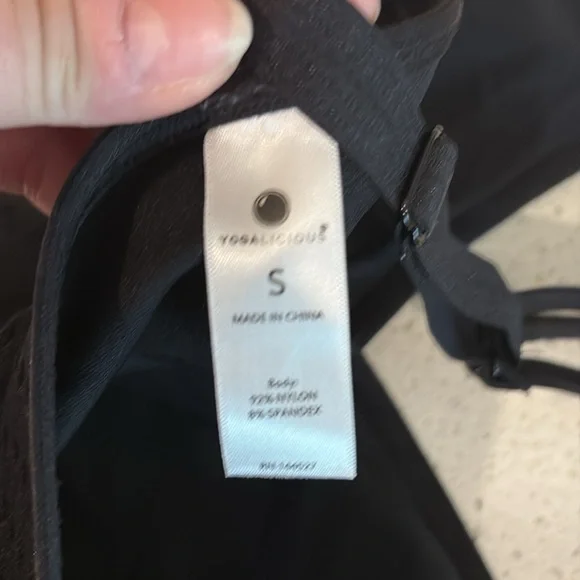 YOGALICIOUS
S
MADE IN CHINA
Body:
92% NYLON
8% SPANDEX